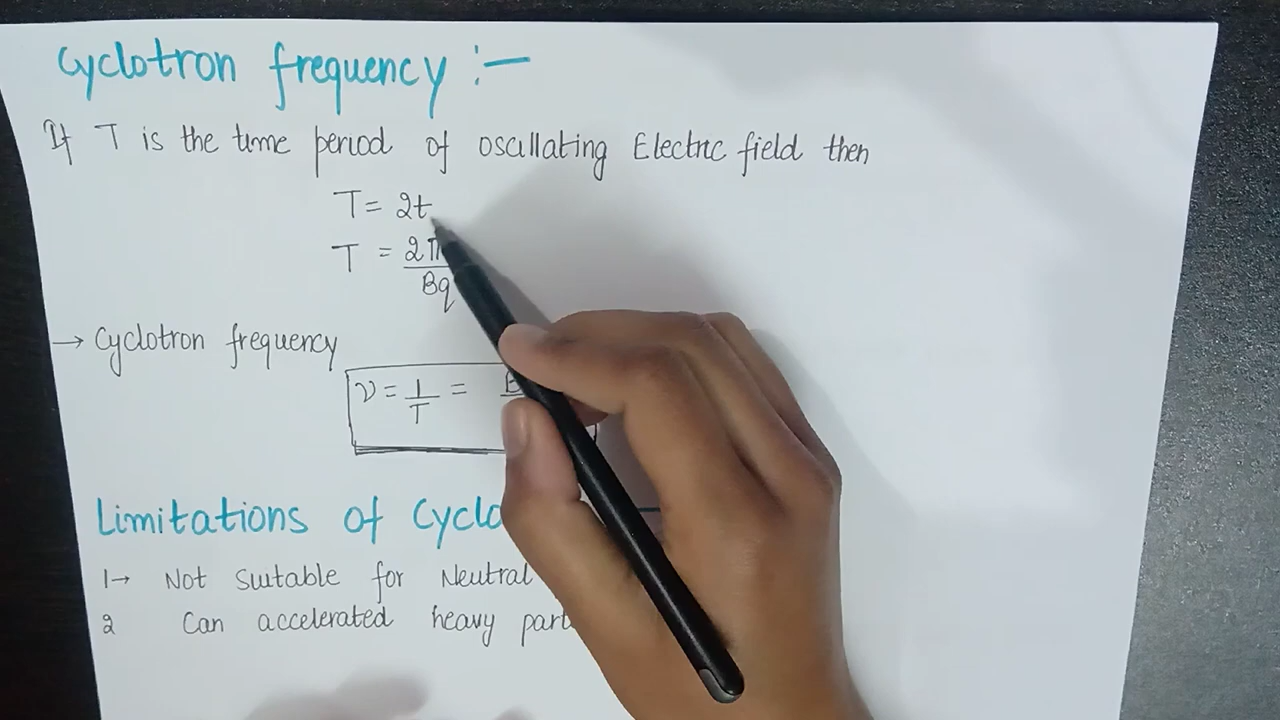 Cyclotron frequency :-
If T is the time period of oscillating Electric field then
T = 2t
T = 2π
Bq
→ Cyclotron frequency
ν = 1/T =
Limitations of Cyclo
1→ Not suitable for Neutral
2 Can accelerated heavy part